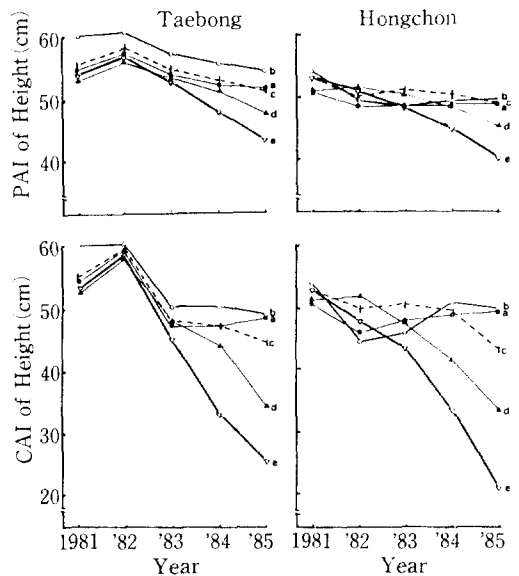 Taebong Hongchon
PAI of Height (cm)
60
50
40
b
a
c
d
e
b
c
a
d
e
CAI of Height (cm)
60
50
40
30
20
b
a
c
d
e
b
a
c
d
e
1981 '82 '83 '84 '85 1981 '82 '83 '84 '85
Year Year